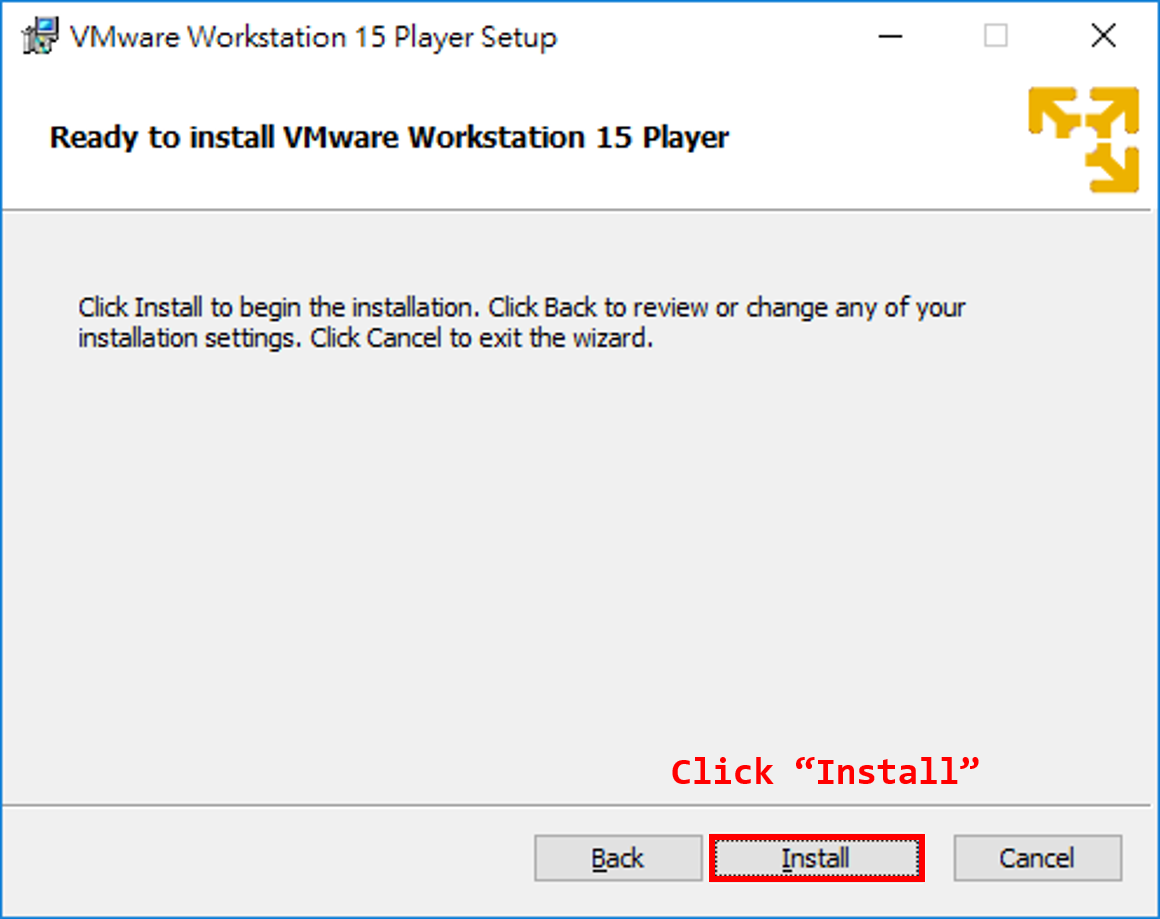 VMware Workstation 15 Player Setup
Ready to install VMware Workstation 15 Player
Click Install to begin the installation. Click Back to review or change any of your
installation settings. Click Cancel to exit the wizard.
Click “Install”
Back
Install
Cancel